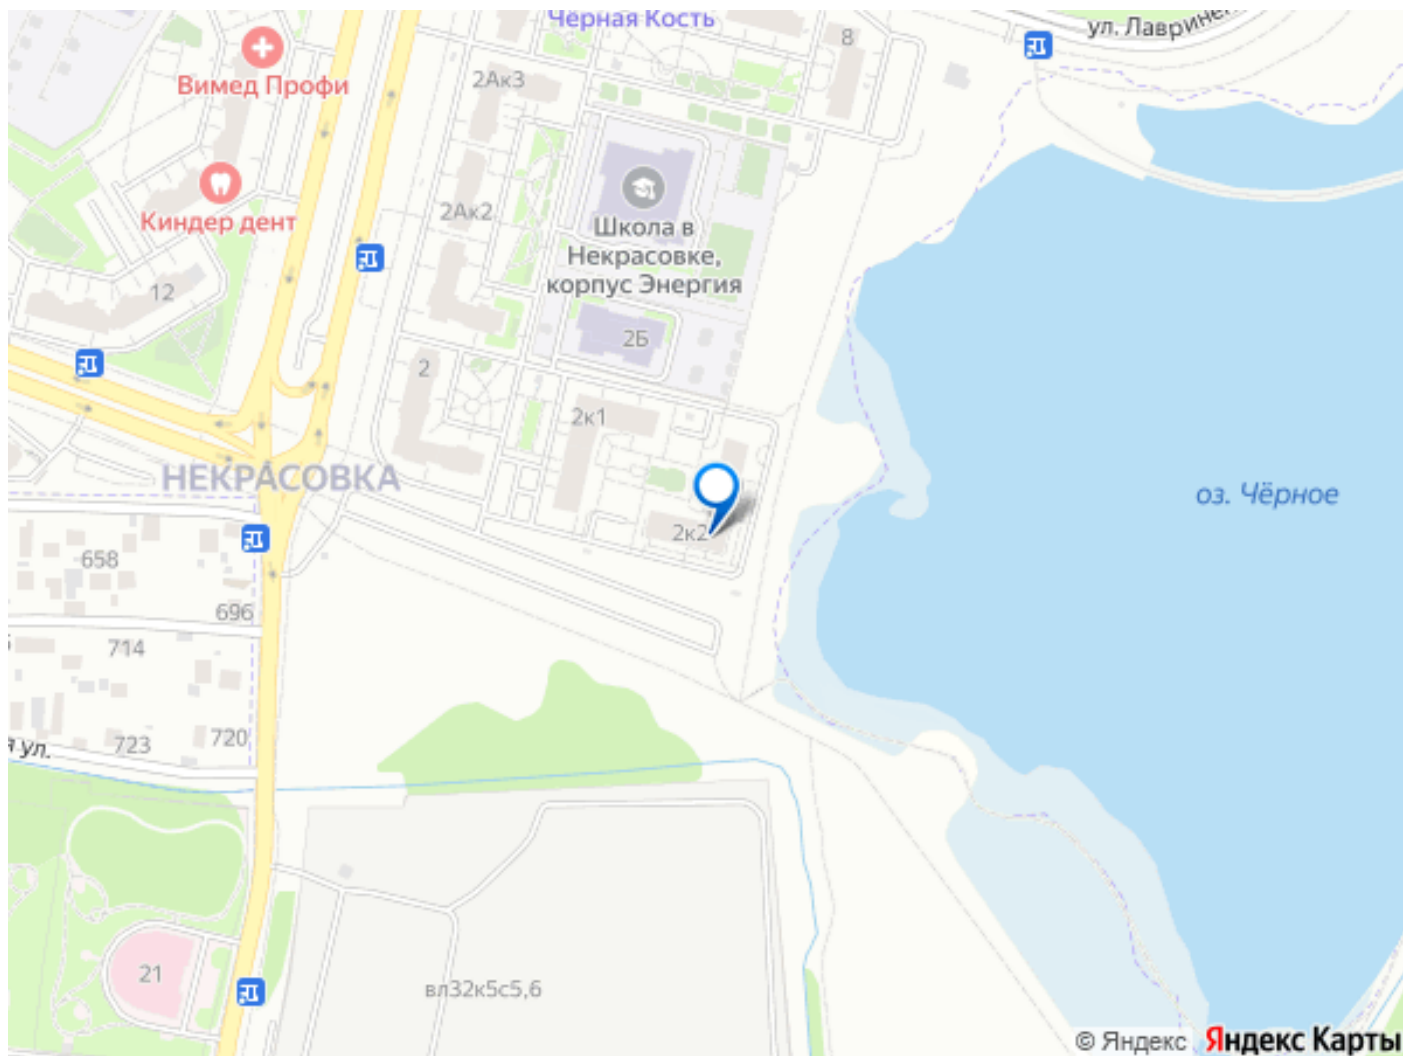 Чёрная Кость
ул. Лаврине
8
Вимед Профи
2Ак3
Киндер дент
2Ак2
Школа в
Некрасовке,
корпус Энергия
12
2Б
2
2к1
НЕКРАСОВКА
оз. Чёрное
2к2
658
696
714
720
723
я ул.
21
вл32к5с5,6
© Яндекс
Яндекс Карты